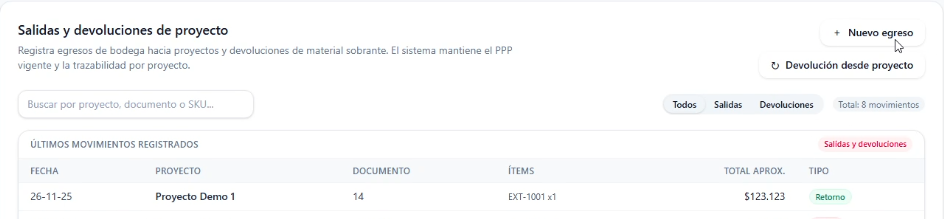 Salidas y devoluciones de proyecto
+ Nuevo egreso
Registra egresos de bodega hacia proyectos y devoluciones de material sobrante. El sistema mantiene el PPP
vigente y la trazabilidad por proyecto.
↻ Devolución desde proyecto
Buscar por proyecto, documento o SKU...
Todos Salidas Devoluciones Total: 8 movimientos
ÚLTIMOS MOVIMIENTOS REGISTRADOS Salidas y devoluciones
FECHA PROYECTO DOCUMENTO ÍTEMS TOTAL APROX. TIPO
26-11-25 Proyecto Demo 1 14 EXT-1001 x1 $123.123 Retorno